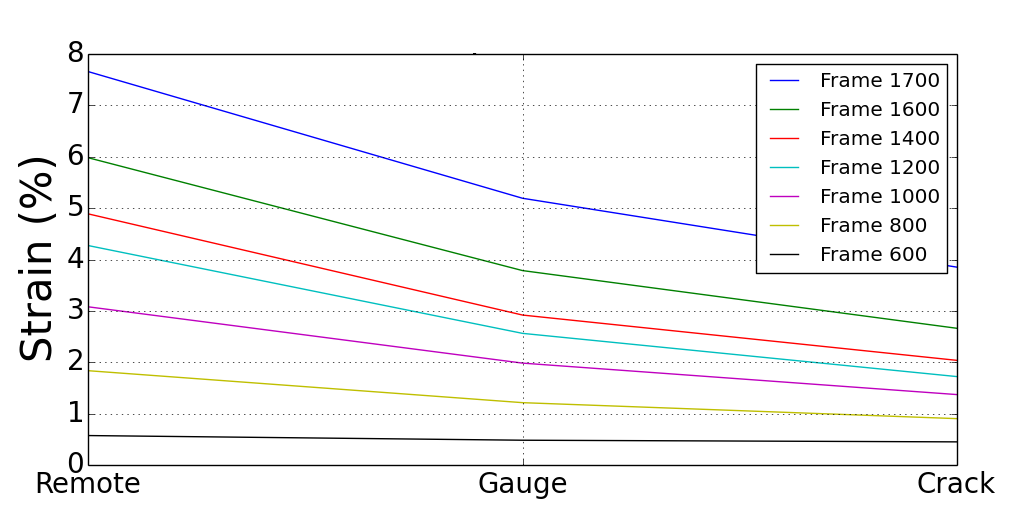 8
7
6
5
4
3
2
1
0
Strain (%)
Remote
Gauge
Crack
Frame 1700
Frame 1600
Frame 1400
Frame 1200
Frame 1000
Frame 800
Frame 600